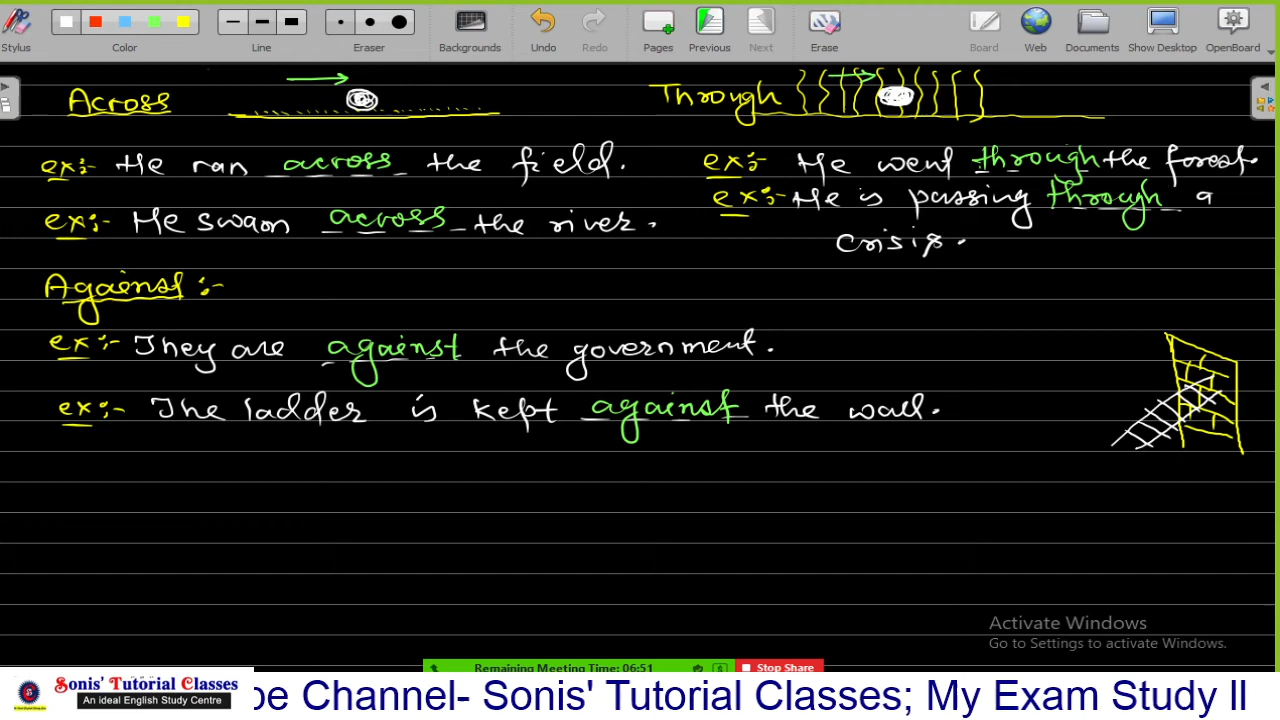 Stylus
Color
Line
Eraser
Backgrounds
Undo
Redo
Pages
Previous
Next
Erase
Board
Web
Documents
Show Desktop
OpenBoard
Across
Through
ex:- He ran across the field.
ex:- He went through the forest.
ex:- He is passing through a
crisis.
ex:- He swam across the river.
Against :-
ex:- They are against the government.
ex:- The ladder is kept against the wall.
Activate Windows
Go to Settings to activate Windows.
Remaining Meeting Time: 06:51
Stop Share
Sonis' Tutorial Classes
An ideal English Study Centre
be Channel- Sonis' Tutorial Classes; My Exam Study II